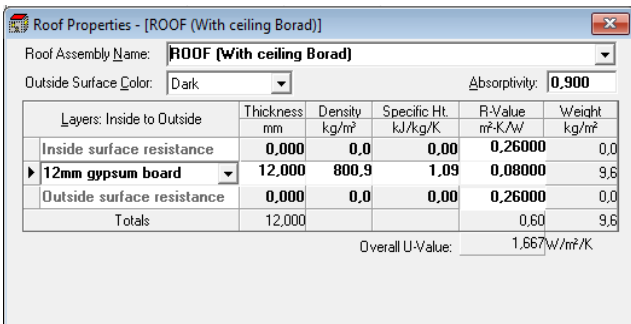 Roof Properties - [ROOF (With ceiling Borad)]
Roof Assembly Name: ROOF (With ceiling Borad)
Outside Surface Color: Dark Absorptivity: 0,900
Layers: Inside to Outside Thickness mm Density kg/m³ Specific Ht. kJ/kg/K R-Value m²-K/W Weight kg/m²
Inside surface resistance 0,000 0,0 0,00 0,26000 0,0
12mm gypsum board 12,000 800,9 1,09 0,08000 9,6
Outside surface resistance 0,000 0,0 0,00 0,26000 0,0
Totals 12,000 0,60 9,6
Overall U-Value: 1,667 W/m²/K